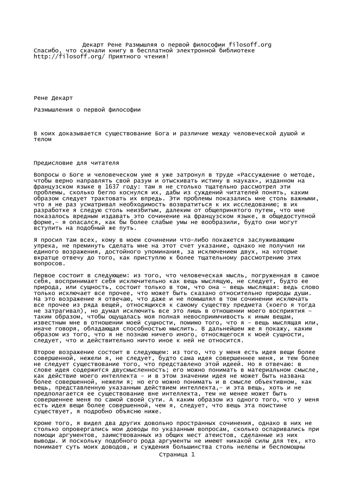 Декарт Рене Размышляя о первой философии filosoff.org
Спасибо, что скачали книгу в бесплатной электронной библиотеке
http://filosoff.org/ Приятного чтения!
Рене Декарт
Размышления о первой философии
В коих доказывается существование Бога и различие между человеческой душой и
телом
Предисловие для читателя
Вопросы о Боге и человеческом уме я уже затронул в труде «Рассуждение о методе,
чтобы верно направлять свой разум и отыскивать истину в науках», изданном на
французском языке в 1637 году: там я не столько тщательно рассмотрел эти
проблемы, сколько бегло коснулся их, дабы из суждений читателей понять, каким
образом следует трактовать их впредь. Эти проблемы показались мне столь важными,
что я не раз усматривал необходимость возвратиться к их исследованию; в их
разработке я следую столь неизбитым, далеким от общепринятого путем, что мне
показалось вредным издавать это сочинение на французском языке, в общедоступной
форме,– я опасался, как бы более слабые умы не вообразили, будто они могут
вступить на подобный же путь.
Я просил там всех, кому в моем сочинении что-либо покажется заслуживающим
упрека, не преминуть сделать мне на этот счет указание, однако не получил ни
единого возражения, достойного упоминания, за исключением двух, на которые
вкратце отвечу до того, как приступлю к более тщательному рассмотрению этих
вопросов.
Первое состоит в следующем: из того, что человеческая мысль, погруженная в самое
себя, воспринимает себя исключительно как вещь мыслящую, не следует, будто ее
природа, или сущность, состоит только в том, что она – вещь мыслящая: ведь слово
только исключает все прочее, что может быть сказано относительно природы души.
На это возражение я отвечаю, что даже и не помышлял в том сочинении исключать
все прочее из ряда вещей, относящихся к самому существу предмета (коего я тогда
не затрагивал), но думал исключить все это лишь в отношении моего восприятия –
таким образом, чтобы ощущалась моя полная невосприимчивость к иным вещам,
известным мне в отношении моей сущности, помимо того, что я – вещь мыслящая или,
иначе говоря, обладающая способностью мыслить. В дальнейшем же я покажу, каким
образом из того, что я не воспринимаю ничего иного, относящегося к моей сущности,
следует, что и действительно ничто иное к ней не относится.
Второе возражение состоит в следующем: из того, что у меня есть идея вещи более
совершенной, нежели я, не следует, будто сама идея совершеннее меня, и тем более
не следует существование того, что представлено этой идеей. Но я отвечаю: в
слове идея содержится двусмысленность; его можно понимать в материальном смысле,
как действие моего интеллекта – и в этом значении идея не может быть названа
более совершенной, нежели я; но его можно понимать и в смысле объективном, как
вещь, представленную указанным действием интеллекта,– и эта вещь, хоть и не
предполагается ее существование вне интеллекта, тем не менее может быть
совершеннее меня по самой своей сути. А каким образом из одного того, что у меня
есть идея вещи более совершенной, чем я, следует, что вещь эта поистине
существует, я подробно объясню ниже.
Кроме того, я видел два других довольно пространных сочинения, однако в них не
столько опровергались мои доводы по указанным вопросам, сколько оспаривались при
помощи аргументов, заимствованных из общих мест атеистов, сделанные из них
выводы. И поскольку подобного рода аргументы не имеют никакой силы для тех, кто
понимает суть моих доводов, и суждения большинства столь нелепы и беспомощны
Страница 1